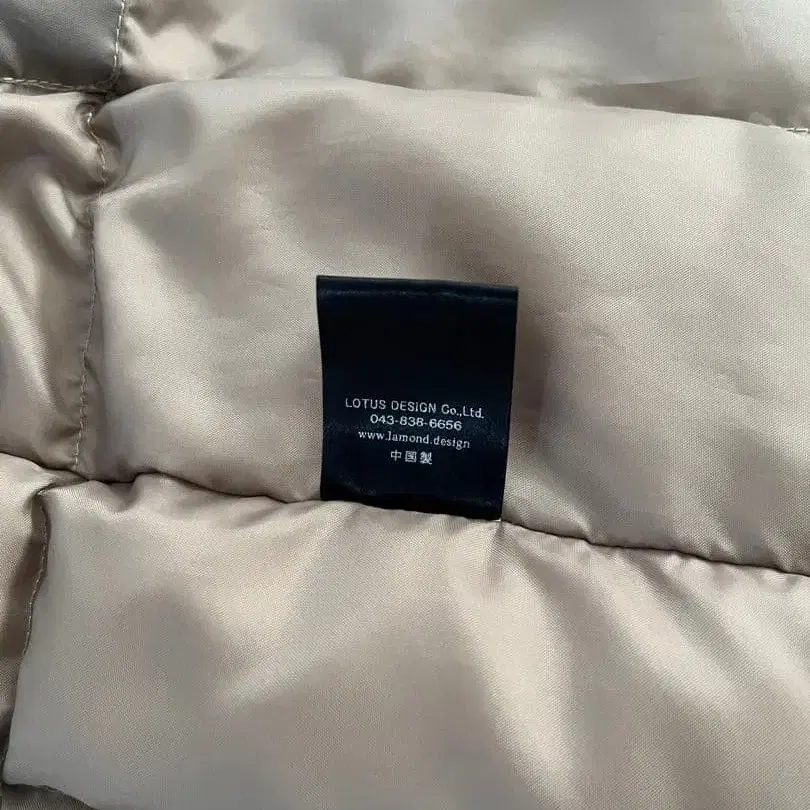 LOTUS DESIGN Co.,Ltd.
043-838-6656
www.lamond.design
中国製